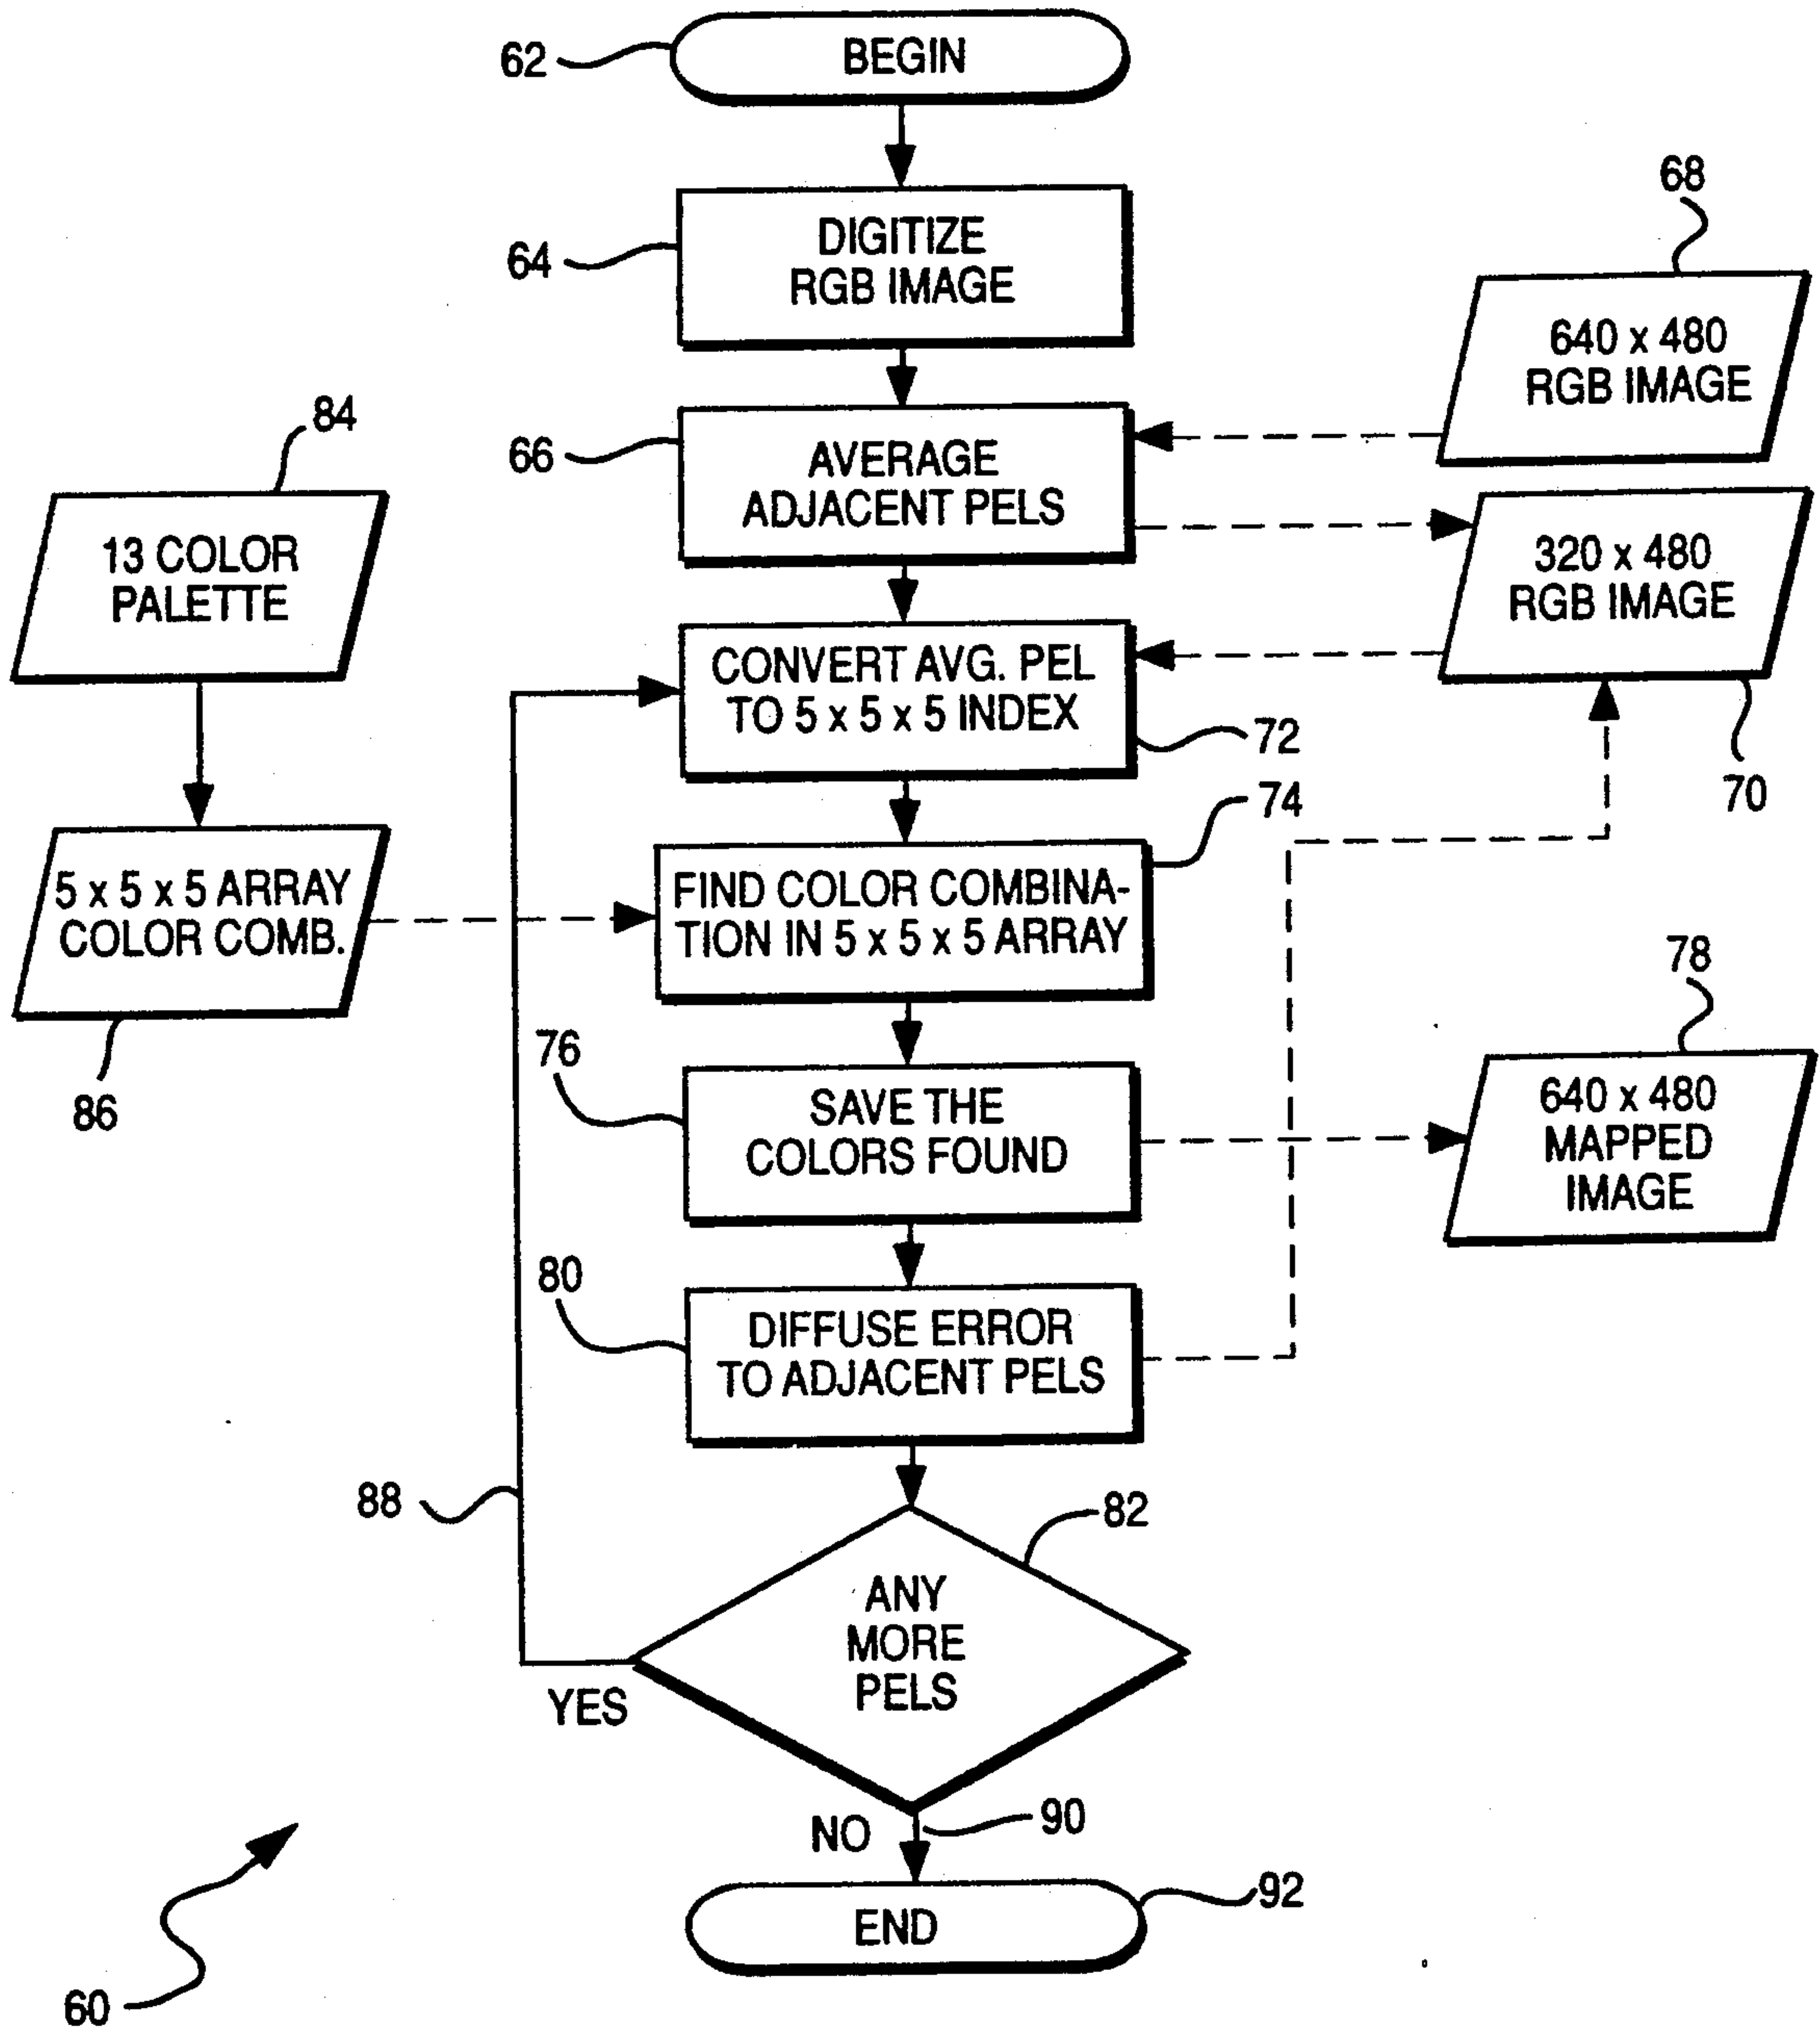 62
BEGIN
64
DIGITIZE
RGB IMAGE
68
640 x 480
RGB IMAGE
66
AVERAGE
ADJACENT PELS
84
13 COLOR
PALETTE
320 x 480
RGB IMAGE
70
CONVERT AVG. PEL
TO 5 x 5 x 5 INDEX
72
74
5 x 5 x 5 ARRAY
COLOR COMB.
86
FIND COLOR COMBINA-
TION IN 5 x 5 x 5 ARRAY
76
SAVE THE
COLORS FOUND
78
640 x 480
MAPPED
IMAGE
80
DIFFUSE ERROR
TO ADJACENT PELS
88
82
ANY
MORE
PELS
YES
NO
90
END
92
60